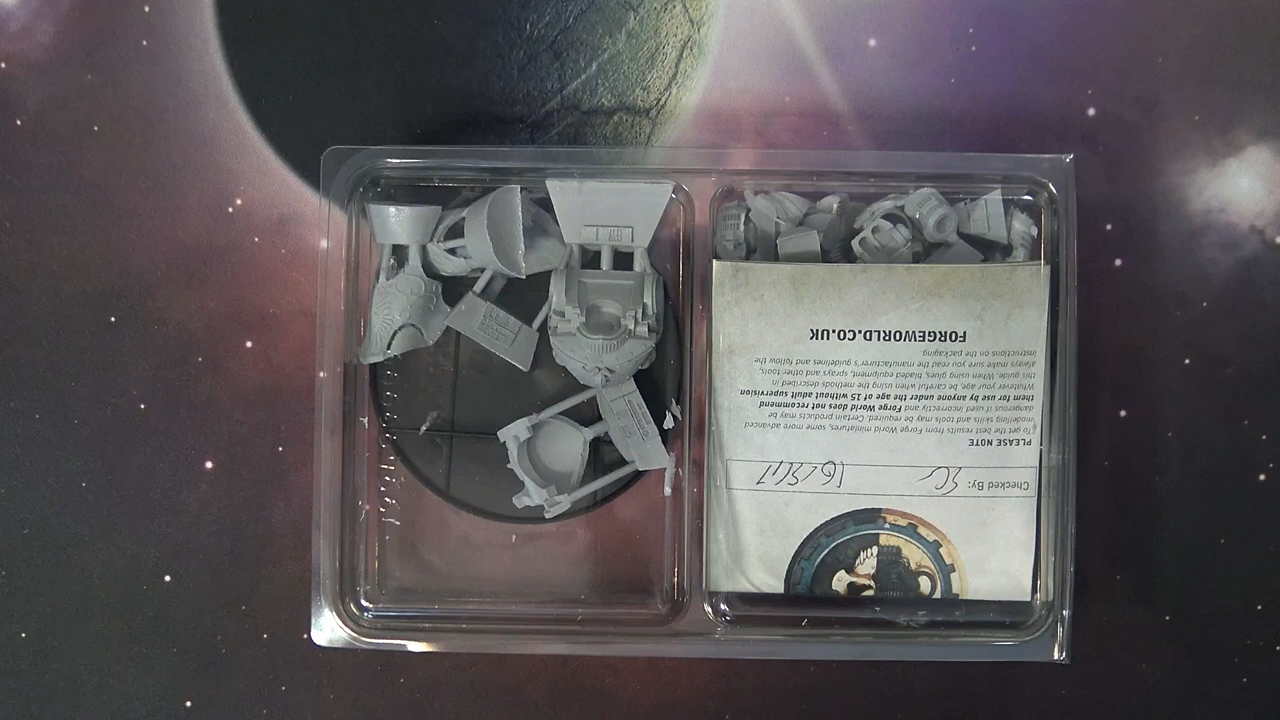 Checked By: SC 16/5/17
PLEASE NOTE
To get the best results from Forge World miniatures, some more advanced
modelling skills and tools may be required. Certain products may be
dangerous if used incorrectly and Forge World does not recommend
them for use by anyone under the age of 15 without adult supervision.
Whatever your age, be careful when using the methods described in
this guide. When using glues, bladed equipment, sprays and other tools,
always make sure you read the manufacturer's guidelines and follow the
instructions on the packaging
FORGEWORLD.CO.UK